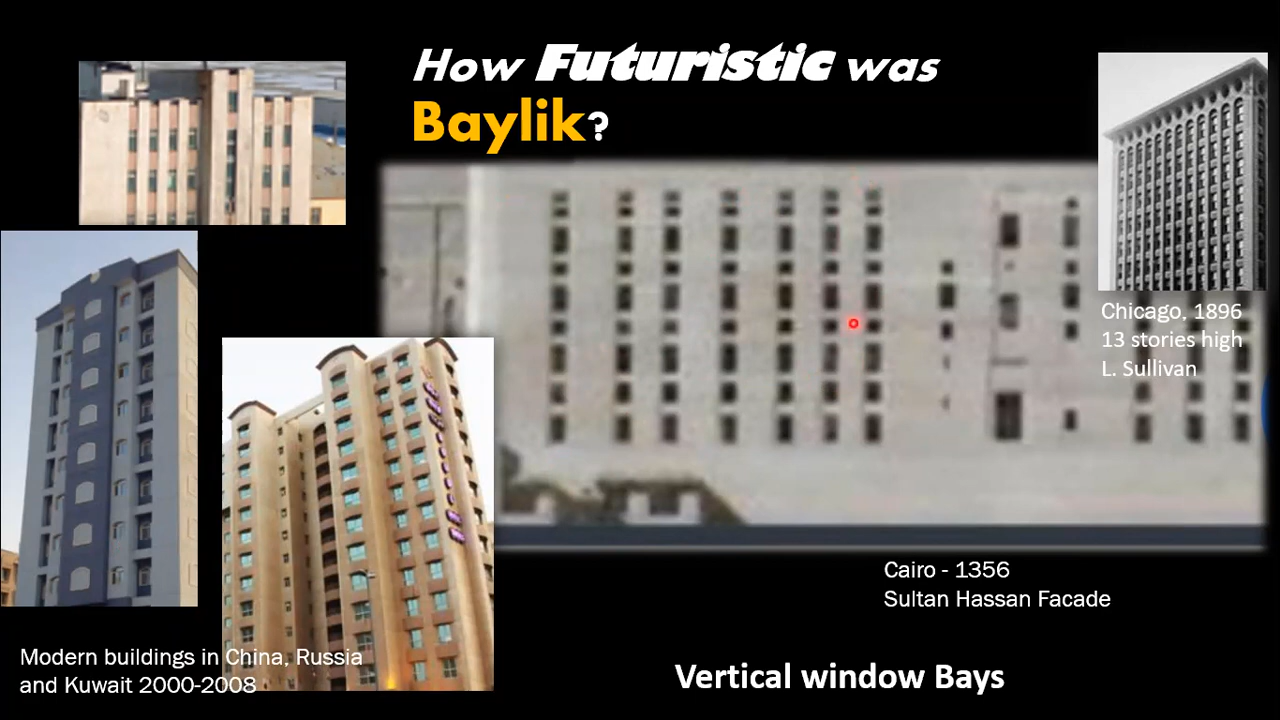 How Futuristic was
Baylik?
Chicago, 1896
13 stories high
L. Sullivan
Cairo - 1356
Sultan Hassan Facade
Modern buildings in China, Russia
and Kuwait 2000-2008
Vertical window Bays